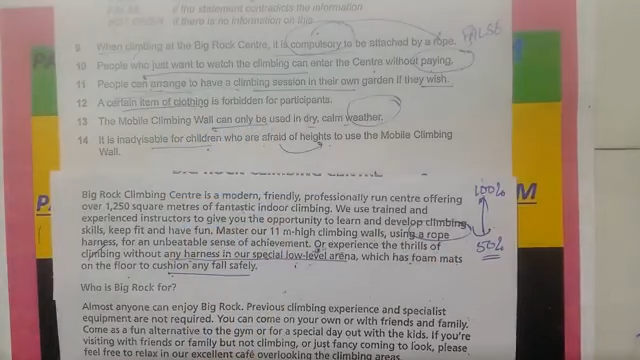 if the statement contradicts the information
NOT GIVEN if there is no information on this
9 When climbing at the Big Rock Centre, it is compulsory to be attached by a rope. FALSE
10 People who just want to watch the climbing can enter the Centre without paying.
11 People can arrange to have a climbing session in their own garden if they wish.
12 A certain item of clothing is forbidden for participants.
13 The Mobile Climbing Wall can only be used in dry, calm weather.
14 It is inadvisable for children who are afraid of heights to use the Mobile Climbing
Wall.
BIG ROCK CLIMBING CENTRE
Big Rock Climbing Centre is a modern, friendly, professionally run centre offering
over 1,250 square metres of fantastic indoor climbing. We use trained and
experienced instructors to give you the opportunity to learn and develop climbing
skills, keep fit and have fun. Master our 11 m-high climbing walls, using a rope
harness, for an unbeatable sense of achievement. Or experience the thrills of
climbing without any harness in our special low-level arena, which has foam mats
on the floor to cushion any fall safely.
100%
50%
M
Who is Big Rock for?
Almost anyone can enjoy Big Rock. Previous climbing experience and specialist
equipment are not required. You can come on your own or with friends and family.
Come as a fun alternative to the gym or for a special day out with the kids. If you're
visiting with friends or family but not climbing, or just fancy coming to look, please
feel free to relax in our excellent café overlooking the climbing areas.